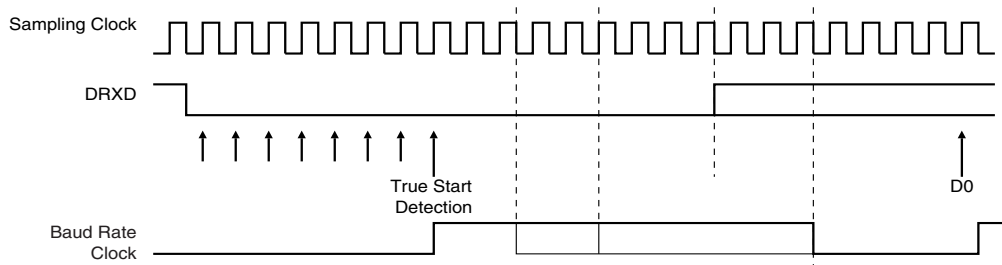 Sampling Clock
DRXD
True Start
Detection
D0
Baud Rate
Clock